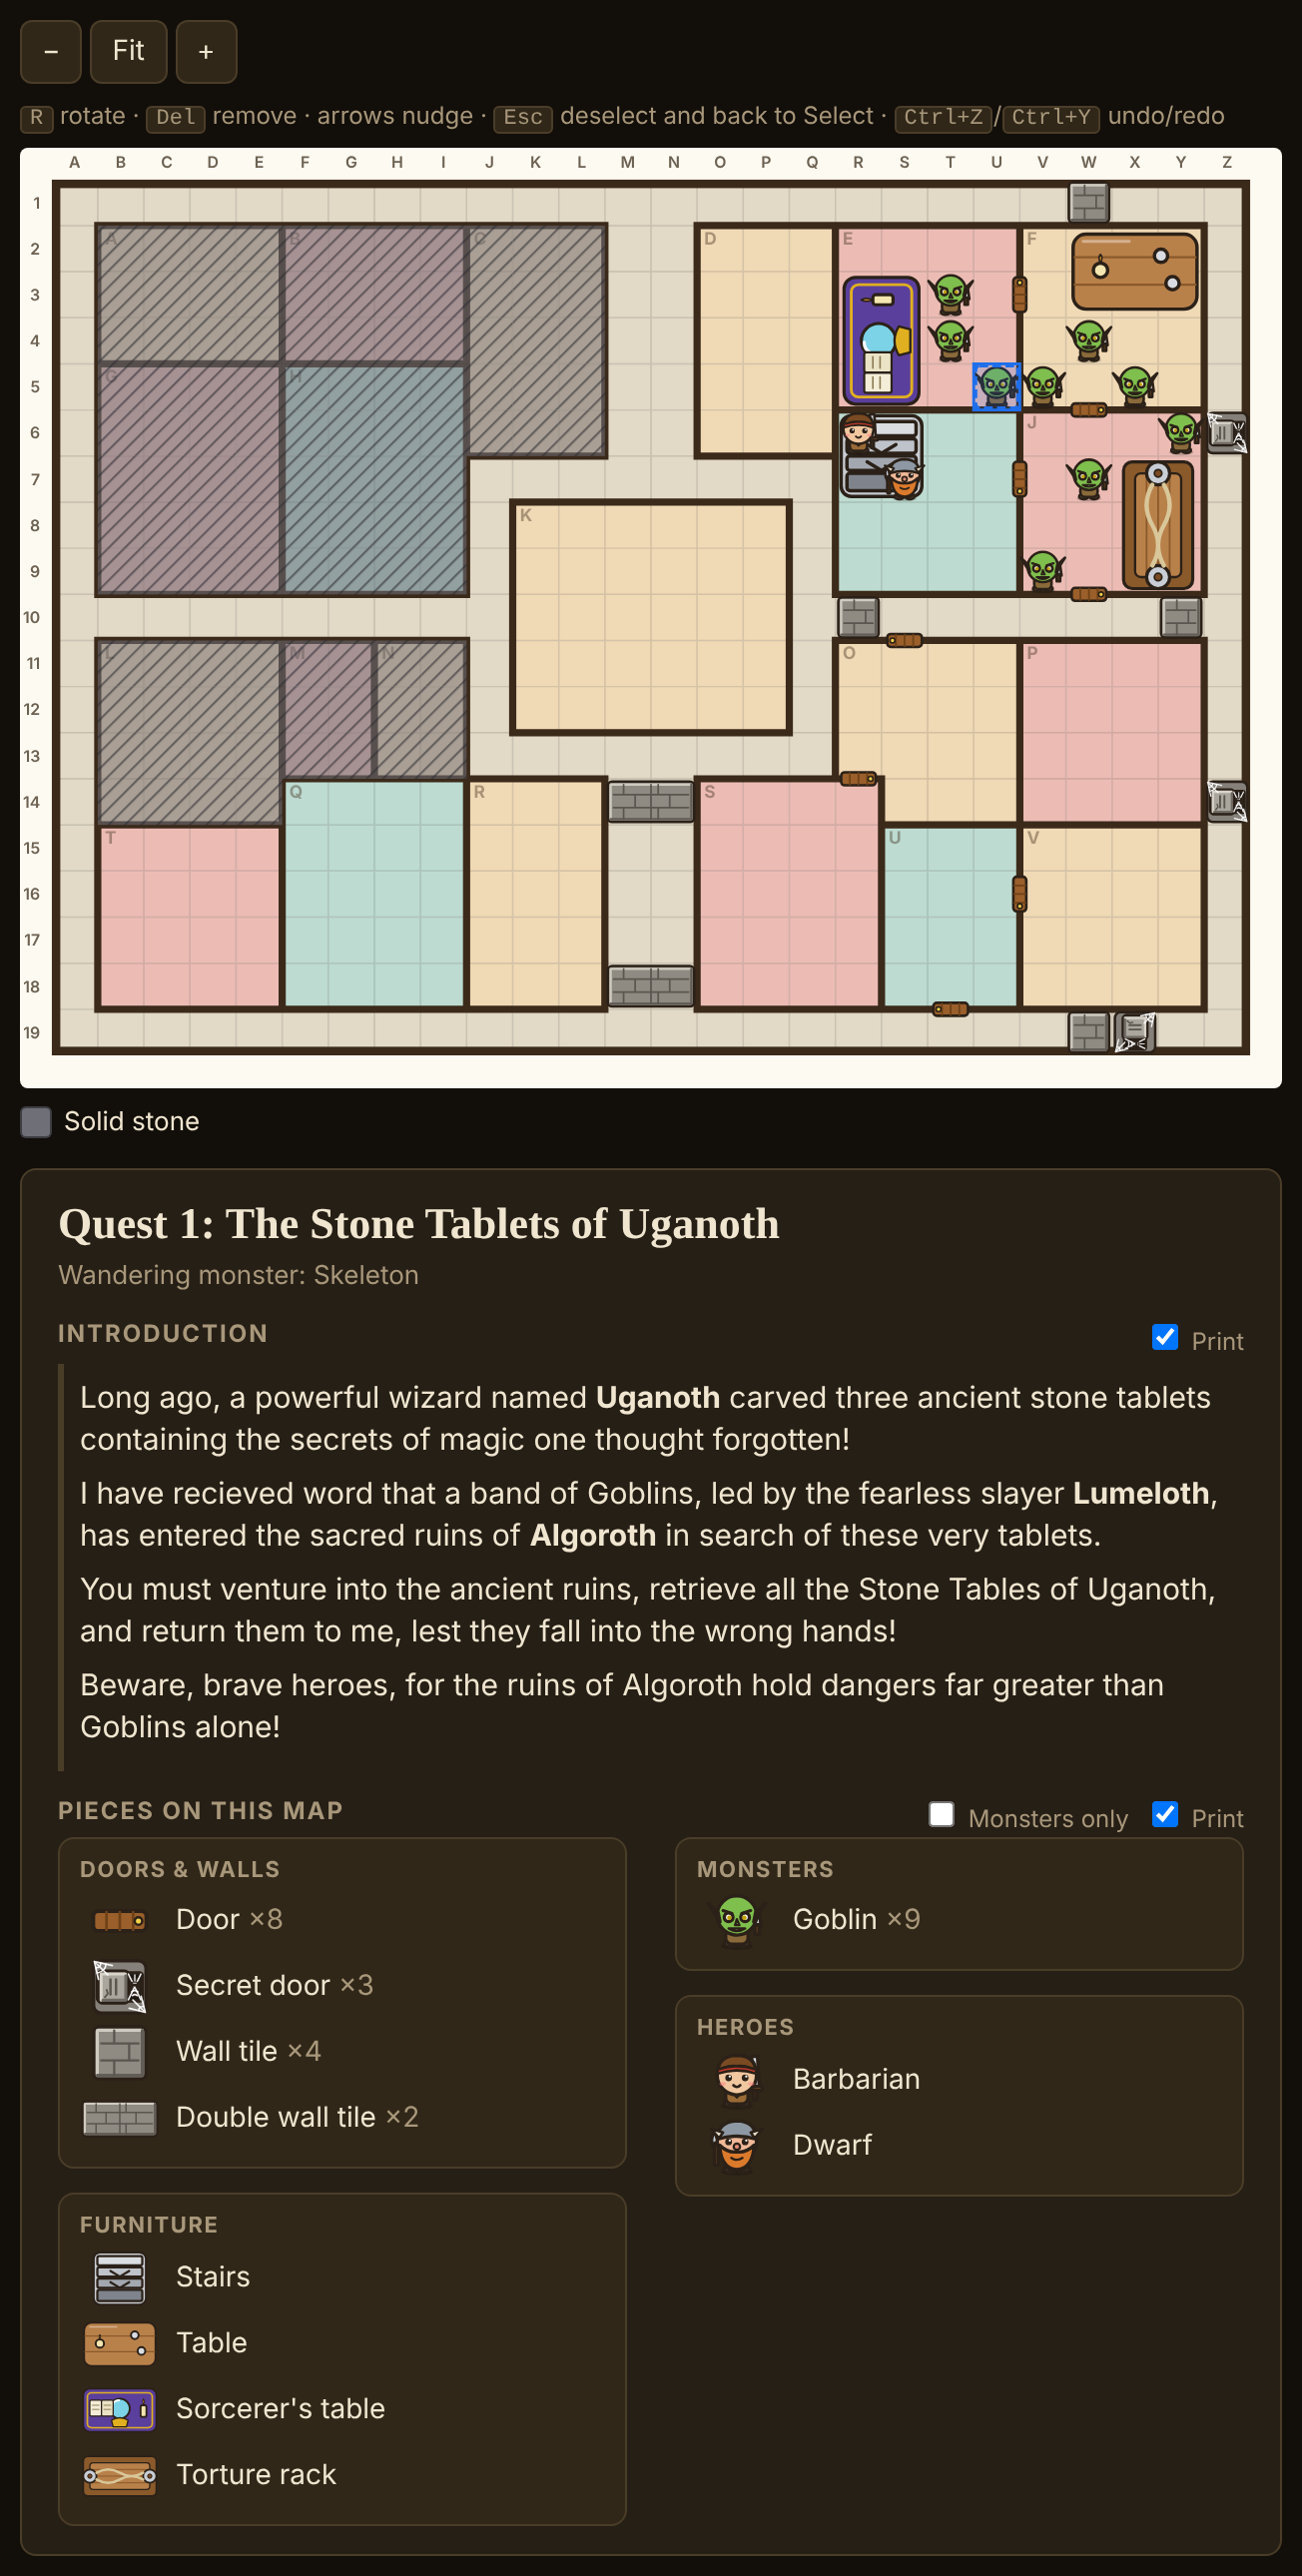 − Fit +
R rotate · Del remove · arrows nudge · Esc deselect and back to Select · Ctrl+Z/Ctrl+Y undo/redo
A B C D E F G H I J K L M N O P Q R S T U V W X Y Z
1
2
A B C D E F
3
4
5
G
6
J
7
8
K
9
10
11
L M N O P
12
13
14
Q R S
15
T U V
16
17
18
19
Solid stone
Quest 1: The Stone Tablets of Uganoth
Wandering monster: Skeleton
INTRODUCTION
Print
Long ago, a powerful wizard named Uganoth carved three ancient stone tablets
containing the secrets of magic one thought forgotten!
I have recieved word that a band of Goblins, led by the fearless slayer Lumeloth,
has entered the sacred ruins of Algoroth in search of these very tablets.
You must venture into the ancient ruins, retrieve all the Stone Tables of Uganoth,
and return them to me, lest they fall into the wrong hands!
Beware, brave heroes, for the ruins of Algoroth hold dangers far greater than
Goblins alone!
PIECES ON THIS MAP
Monsters only
Print
DOORS & WALLS
Door ×8
Secret door ×3
Wall tile ×4
Double wall tile ×2
FURNITURE
Stairs
Table
Sorcerer's table
Torture rack
MONSTERS
Goblin ×9
HEROES
Barbarian
Dwarf